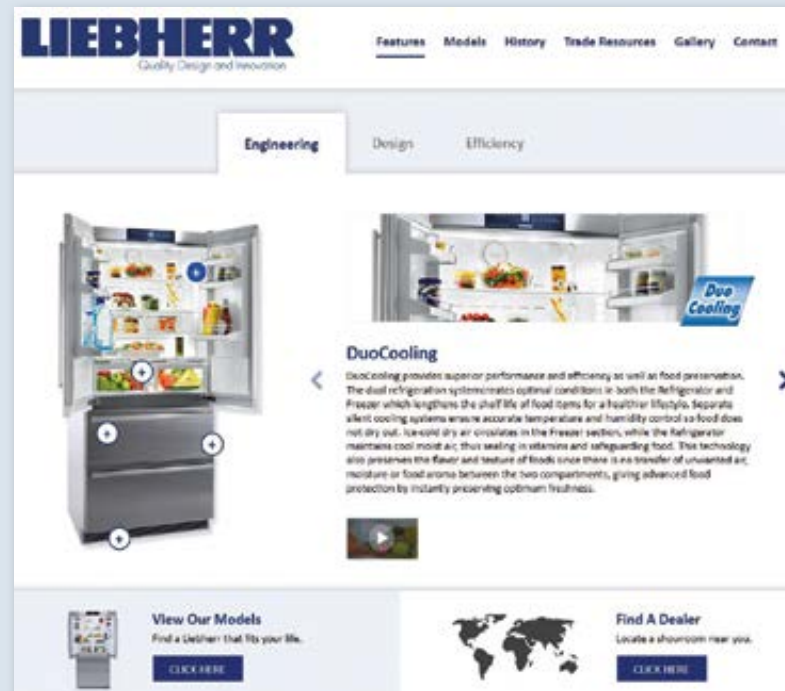 LIEBHERR
Quality, Design and Innovation
Features Models History Trade Resources Gallery Contact
Engineering Design Efficiency
Duo
Cooling
DuoCooling
DuoCooling provides superior performance and efficiency as well as food preservation.
The dual refrigeration system creates optimal conditions in both the Refrigerator and
Freezer which lengthens the shelf life of food items for a healthier lifestyle. Separate
silent cooling systems ensure accurate temperature and humidity control so food does
not dry out. Ice-cold dry air circulates in the Freezer section, while the Refrigerator
maintains cool moist air, thus sealing in vitamins and safeguarding food. This technology
also preserves the flavor and texture of foods since there is no transfer of unwanted air,
moisture or food aroma between the two compartments, giving advanced food
protection by instantly preserving optimum freshness.
View Our Models
Find a Liebherr that fits your life.
CLICK HERE
Find A Dealer
Locate a showroom near you.
CLICK HERE